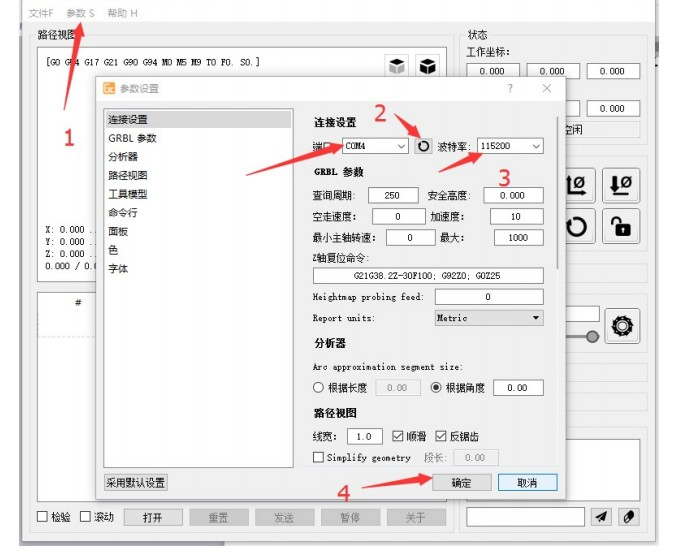 文件F 参数 S 帮助 H
路径视图
状态
工作坐标:
[G0 G54 G17 G21 G90 G94 M0 M5 M9 T0 F0. S0.]
0.000 0.000 0.000
参数设置 ? ×
0.000
空闲
1
连接设置
GRBL 参数
分析器
路径视图
工具模型
命令行
面板
色
字体
连接设置
2
端口 COM4 波特率: 115200
3
GRBL 参数
查询周期: 250 安全高度: 0.000
空走速度: 0 加速度: 10
最小主轴转速: 0 最大: 1000
Z轴复位命令:
G21G38.2Z-30F100; G92Z0; G0Z25
Heightmap probing feed: 0
Report units: Metric
分析器
Arc approximation segment size:
根据长度 0.00 根据角度 0.00
路径视图
线宽: 1.0 顺滑 反锯齿
Simplify geometry 段长: 0.00
4
采用默认设置 确定 取消
X: 0.000 ..
Y: 0.000 ..
Z: 0.000 ..
0.000 / 0.0
#
检验 滚动 打开 重置 发送 暂停 关于